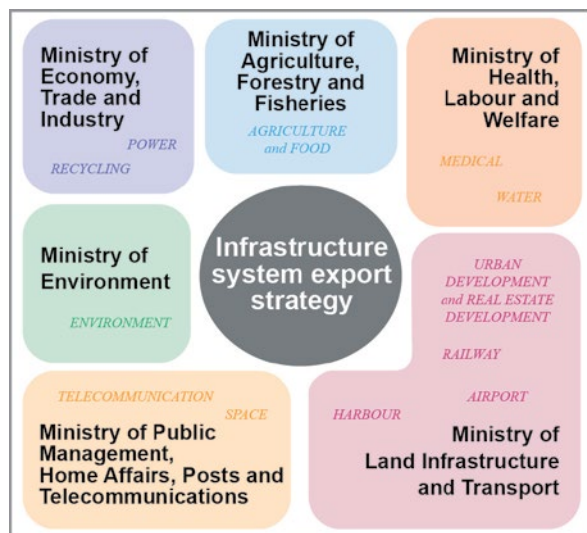 Ministry of
Economy,
Trade and
Industry
POWER
RECYCLING
Ministry of
Agriculture,
Forestry and
Fisheries
AGRICULTURE
and FOOD
Ministry of
Health,
Labour and
Welfare
MEDICAL
WATER
Ministry of
Environment
ENVIRONMENT
Infrastructure
system export
strategy
URBAN
DEVELOPMENT
and REAL ESTATE
DEVELOPMENT
RAILWAY
AIRPORT
HARBOUR
Ministry of
Land Infrastructure
and Transport
TELECOMMUNICATION
SPACE
Ministry of Public
Management,
Home Affairs, Posts and
Telecommunications